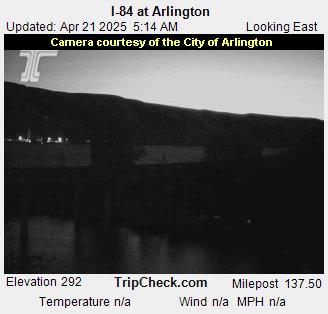 I-84 at Arlington
Updated: Apr 21 2025 5:14 AM Looking East
Camera courtesy of the City of Arlington
Elevation 292 TripCheck.com Milepost 137.50
Temperature n/a Wind n/a MPH n/a